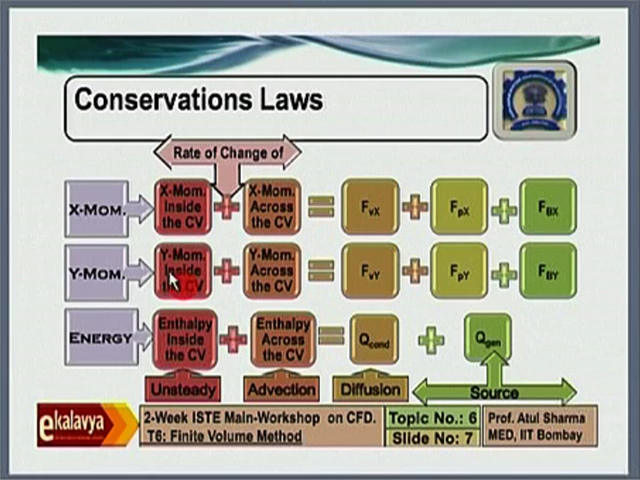 Conservations Laws
Rate of Change of
X-Mom.
X-Mom.
Inside
the CV
+
X-Mom.
Across
the CV
=
FvX
+
FpX
+
FBX
Y-Mom.
Y-Mom.
Inside
the CV
+
Y-Mom.
Across
the CV
=
FvY
+
FpY
+
FBY
Energy
Enthalpy
Inside
the CV
+
Enthalpy
Across
the CV
=
Qcond
+
Qgen
Unsteady
Advection
Diffusion
Source
ekalavya
2-Week ISTE Main-Workshop on CFD.
T6: Finite Volume Method
Topic No.: 6
Slide No: 7
Prof. Atul Sharma
MED, IIT Bombay